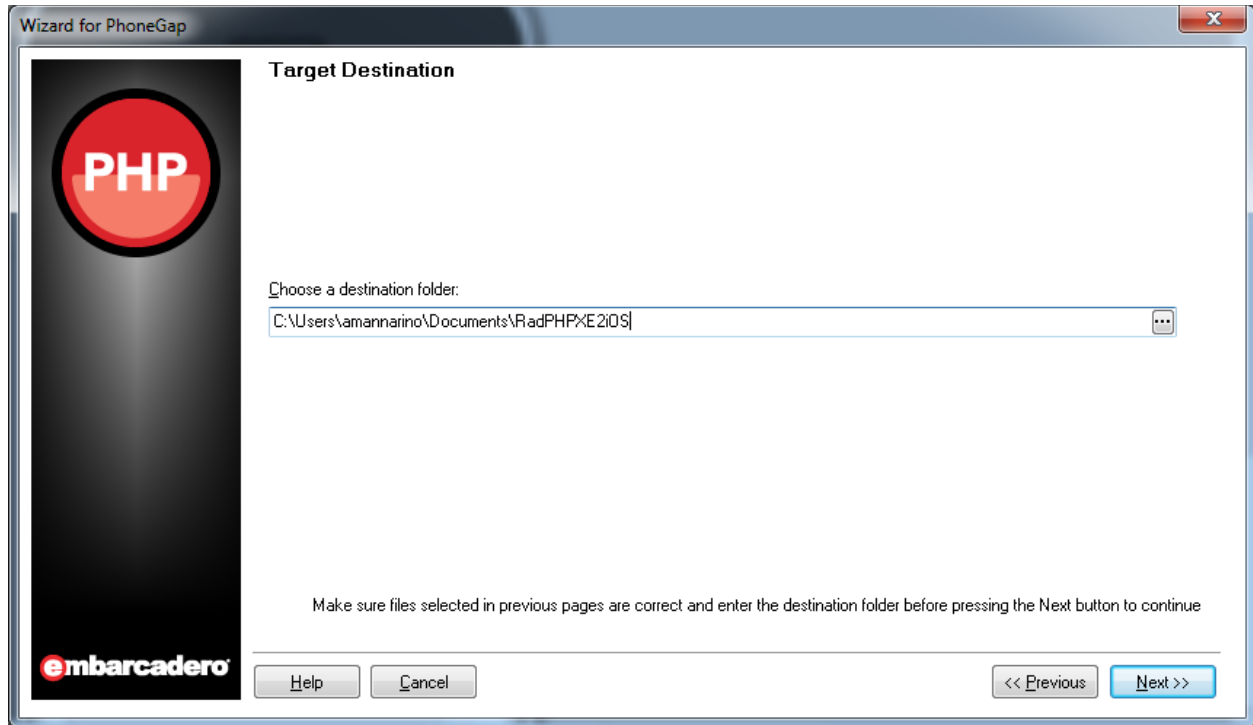 Wizard for PhoneGap
X
Target Destination
PHP
Choose a destination folder:
C:\Users\amannarino\Documents\RadPHPXE2iOS
...
Make sure files selected in previous pages are correct and enter the destination folder before pressing the Next button to continue
embarcadero
Help
Cancel
<< Previous
Next >>